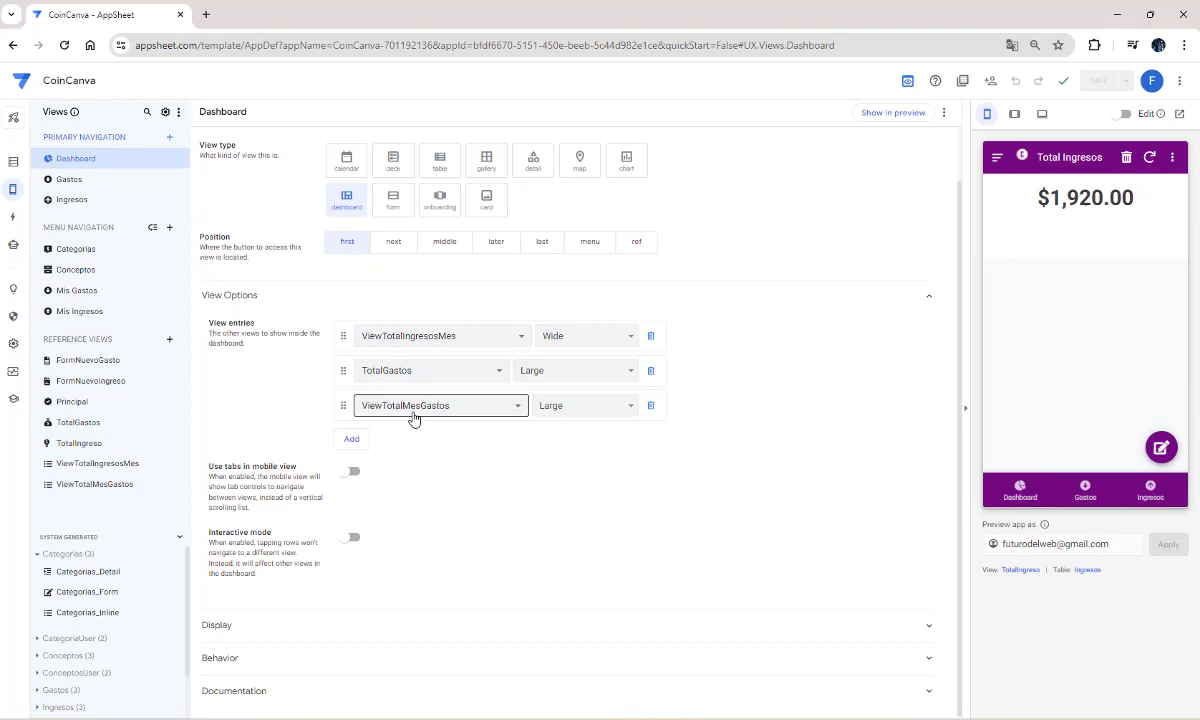 CoinCanva - AppSheet
appsheet.com/template/AppDef?appName=CoinCanva-701192136&appId=bfdf6670-5151-450e-beeb-5c44d982e1ce&quickStart=False#UX.Views.Dashboard
CoinCanva
SAVE
F
Views
PRIMARY NAVIGATION
Dashboard
Gastos
Ingresos
MENU NAVIGATION
Categorias
Conceptos
Mis Gastos
Mis Ingresos
REFERENCE VIEWS
FormNuevoGasto
FormNuevoIngreso
Principal
TotalGastos
TotalIngreso
ViewTotalIngresosMes
ViewTotalMesGastos
SYSTEM GENERATED
Categorias (3)
Categorias_Detail
Categorias_Form
Categorias_Inline
CategoriaUser (2)
Conceptos (3)
ConceptosUser (2)
Gastos (3)
Ingresos (3)
Dashboard
Show in preview
View type
What kind of view this is.
calendar
deck
table
gallery
detail
map
chart
dashboard
form
onboarding
card
Position
Where the button to access this
view is located.
first
next
middle
later
last
menu
ref
View Options
View entries
The other views to show inside the
dashboard.
ViewTotalIngresosMes
Wide
TotalGastos
Large
ViewTotalMesGastos
Large
Add
Use tabs in mobile view
When enabled, the mobile view will
show tab controls to navigate
between views, instead of a vertical
scrolling list.
Interactive mode
When enabled, tapping rows won't
navigate to a different view.
Instead, it will affect other views in
the dashboard.
Display
Behavior
Documentation
Edit
Total Ingresos
$1,920.00
Dashboard
Gastos
Ingresos
Preview app as
futurodelweb@gmail.com
Apply
View: TotalIngreso | Table: Ingresos